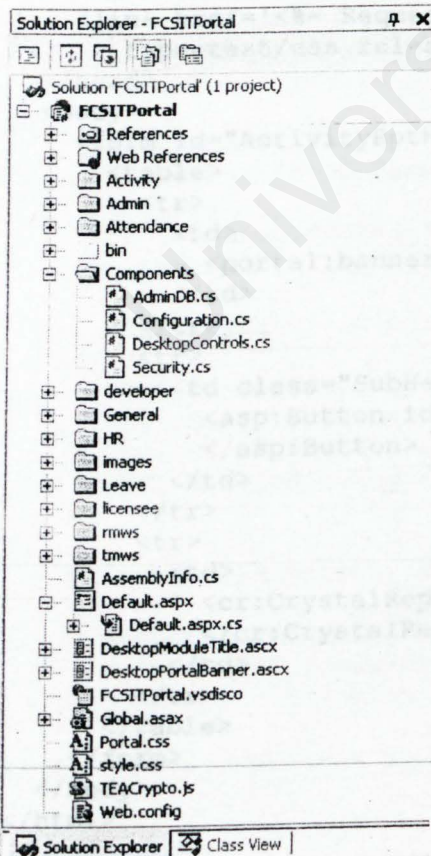 Solution Explorer - FCSITPortal
Solution 'FCSITPortal' (1 project)
FCSITPortal
References
Web References
Activity
Admin
Attendance
bin
Components
AdminDB.cs
Configuration.cs
DesktopControls.cs
Security.cs
developer
General
HR
images
Leave
licensee
rmws
tmws
AssemblyInfo.cs
Default.aspx
Default.aspx.cs
DesktopModuleTitle.ascx
DesktopPortalBanner.ascx
FCSITPortal.vsdisco
Global.asax
Portal.css
style.css
TEACrypto.js
Web.config
Solution Explorer Class View